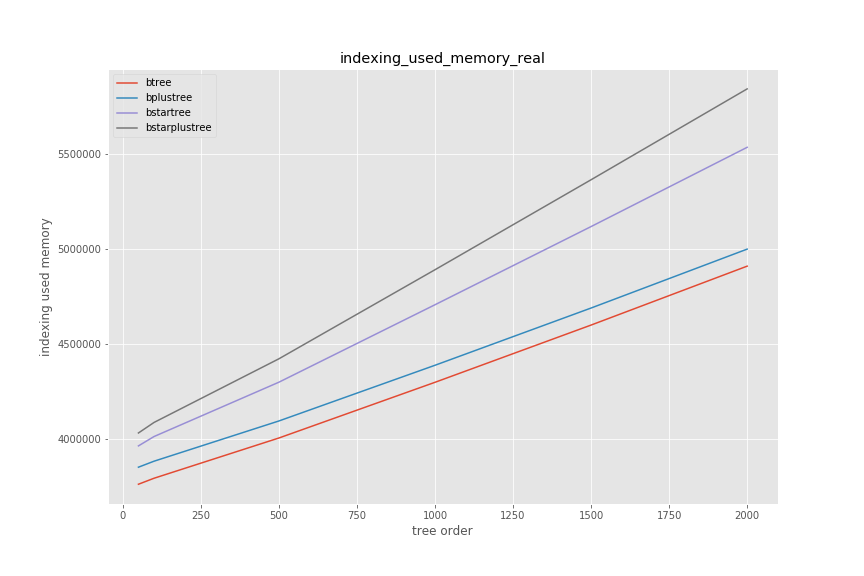 indexing_used_memory_real
btree
bplustree
bstartree
bstarplustree
indexing used memory
5500000
5000000
4500000
4000000
0 250 500 750 1000 1250 1500 1750 2000
tree order